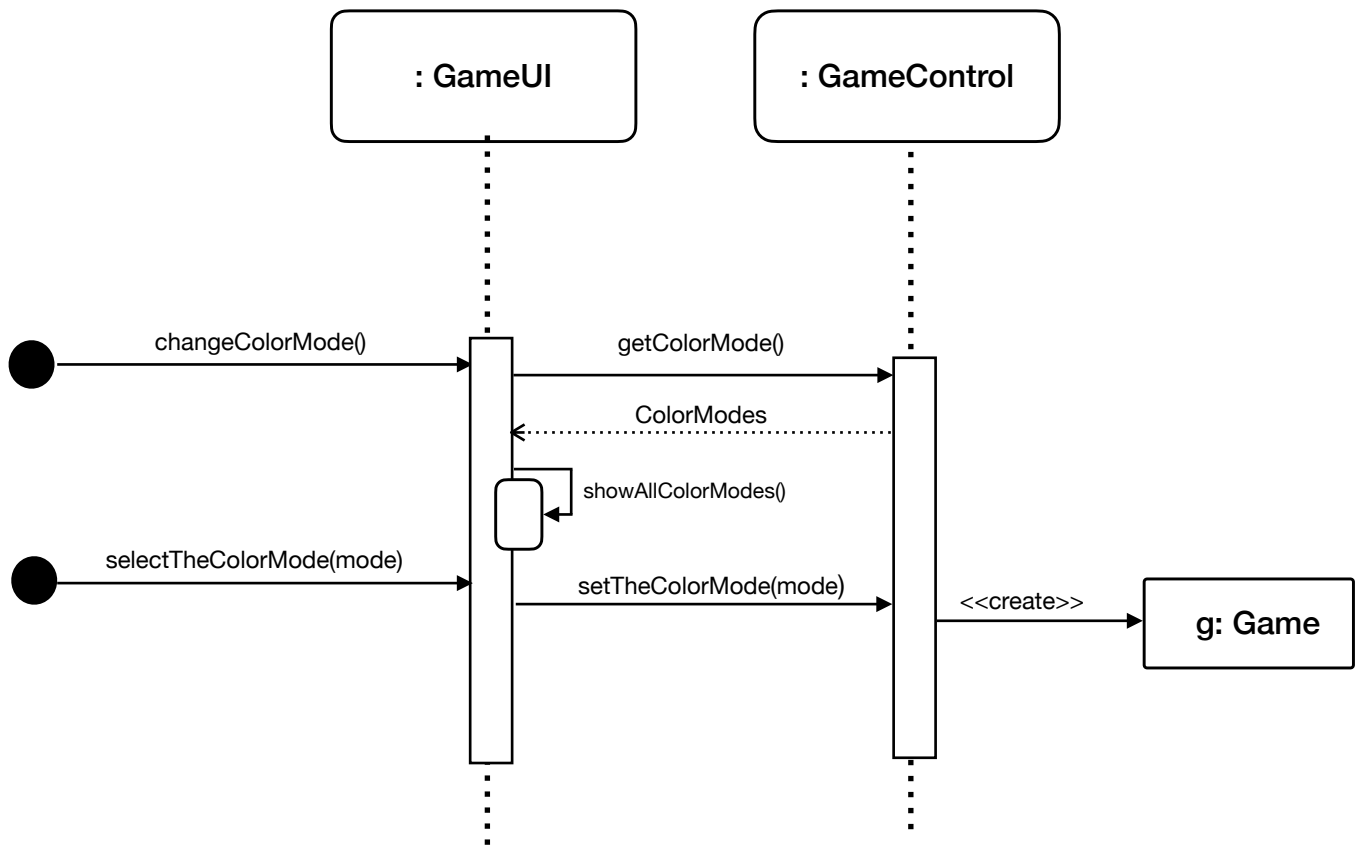 : GameUI
: GameControl
changeColorMode()
getColorMode()
ColorModes
showAllColorModes()
selectTheColorMode(mode)
setTheColorMode(mode)
<<create>>
g: Game